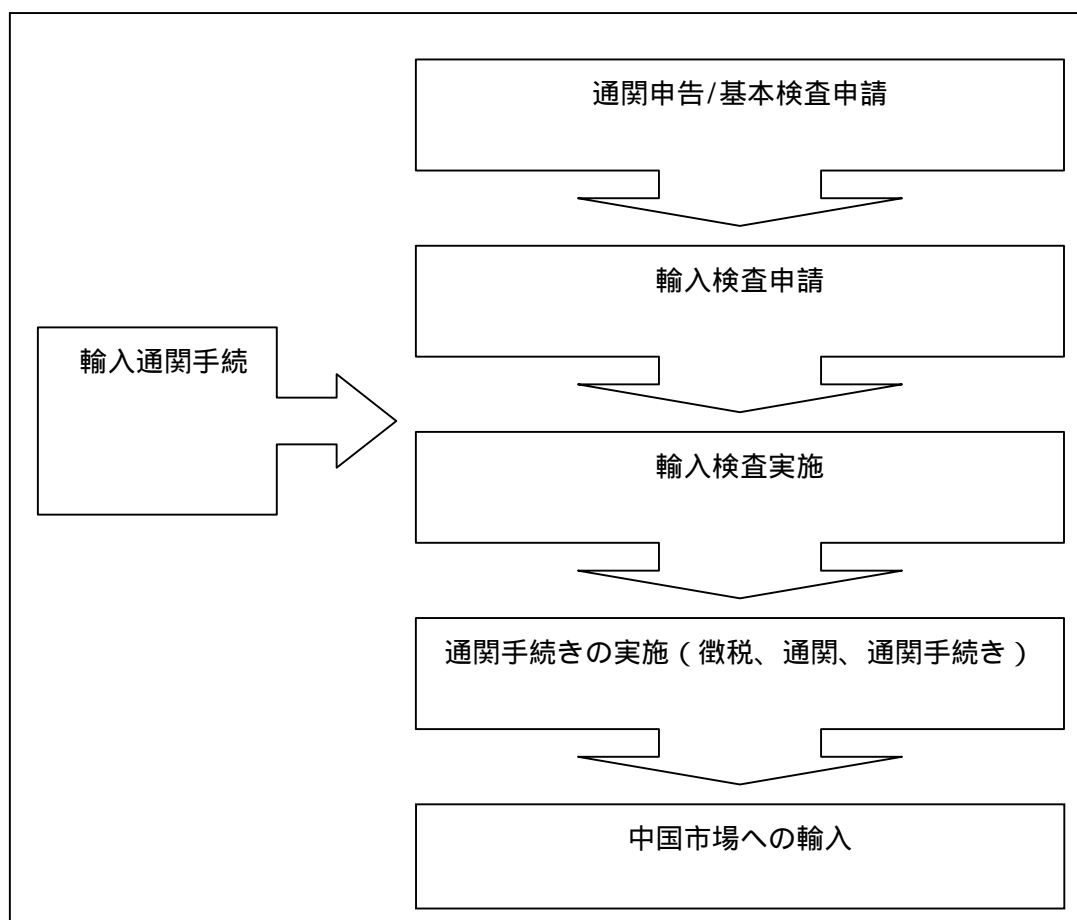 通関申告/基本検査申請
輸入検査申請
輸入通関手続
輸入検査実施
通関手続きの実施（徴税、通関、通関手続き）
中国市場への輸入